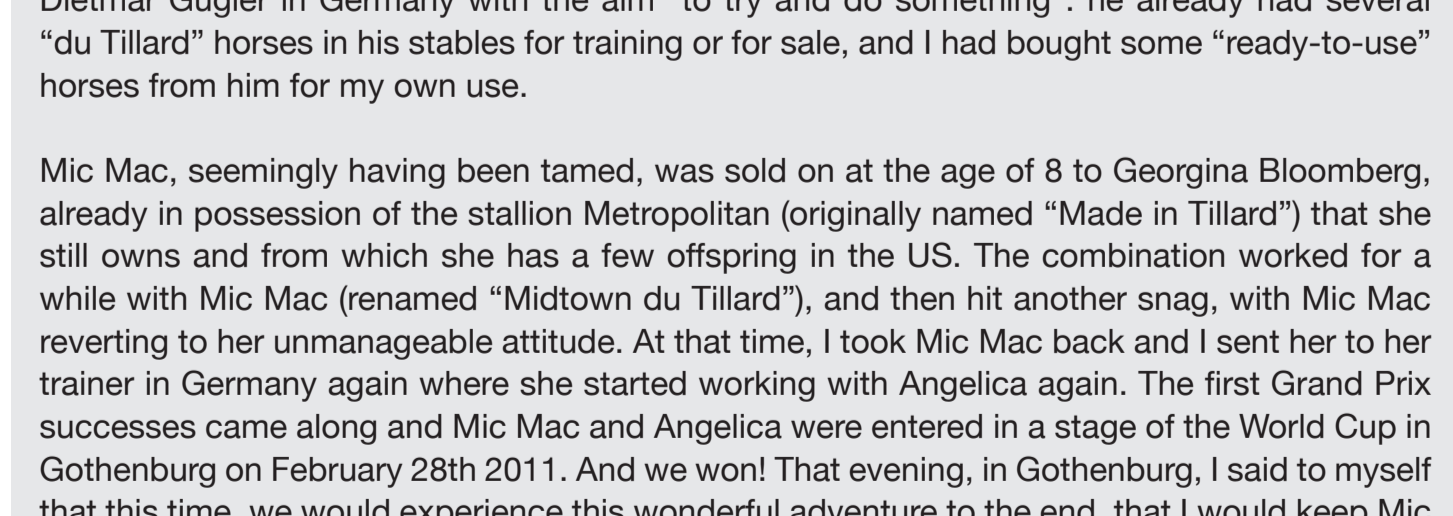 Dietmar Gugler in Germany with the aim “to try and do something”. he already had several
“du Tillard” horses in his stables for training or for sale, and I had bought some “ready-to-use”
horses from him for my own use.
Mic Mac, seemingly having been tamed, was sold on at the age of 8 to Georgina Bloomberg,
already in possession of the stallion Metropolitan (originally named “Made in Tillard”) that she
still owns and from which she has a few offspring in the US. The combination worked for a
while with Mic Mac (renamed “Midtown du Tillard”), and then hit another snag, with Mic Mac
reverting to her unmanageable attitude. At that time, I took Mic Mac back and I sent her to her
trainer in Germany again where she started working with Angelica again. The first Grand Prix
successes came along and Mic Mac and Angelica were entered in a stage of the World Cup in
Gothenburg on February 28th 2011. And we won! That evening, in Gothenburg, I said to myself
that this time, we would experience this wonderful adventure to the end, that I would keep Mic